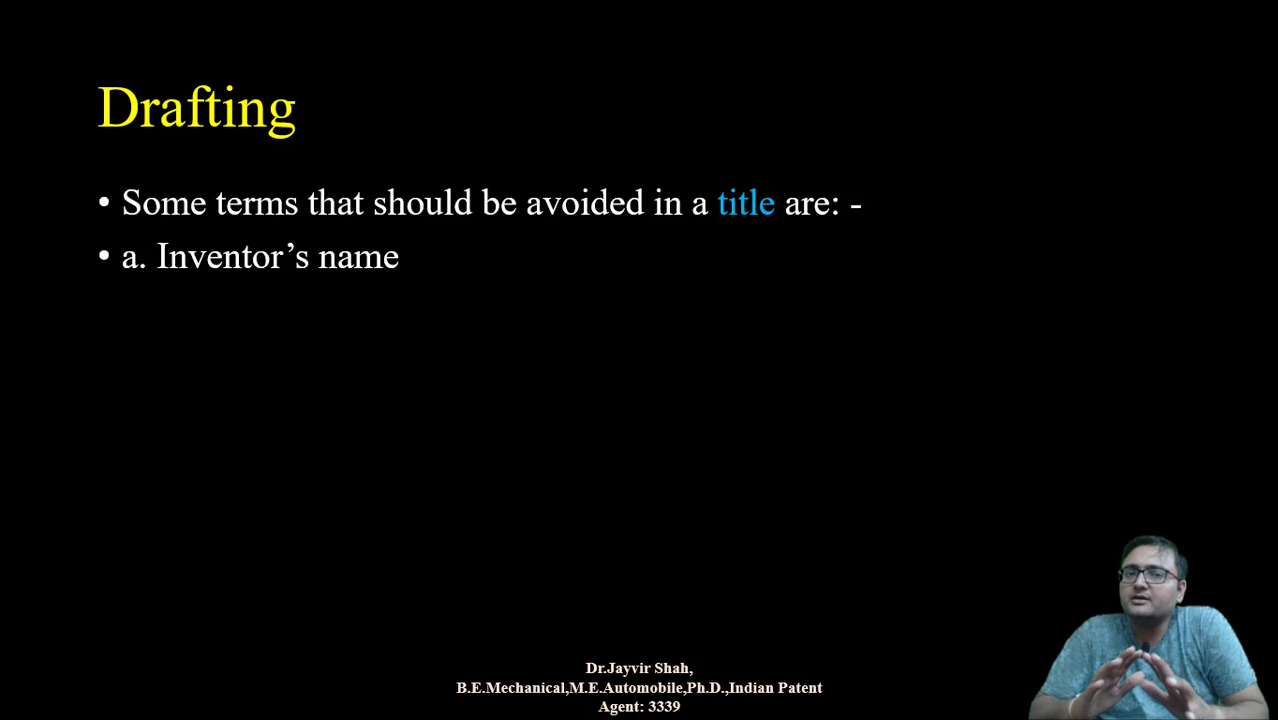 Drafting
• Some terms that should be avoided in a title are: -
• a. Inventor’s name
Dr.Jayvir Shah,
B.E.Mechanical,M.E.Automobile,Ph.D.,Indian Patent
Agent: 3339